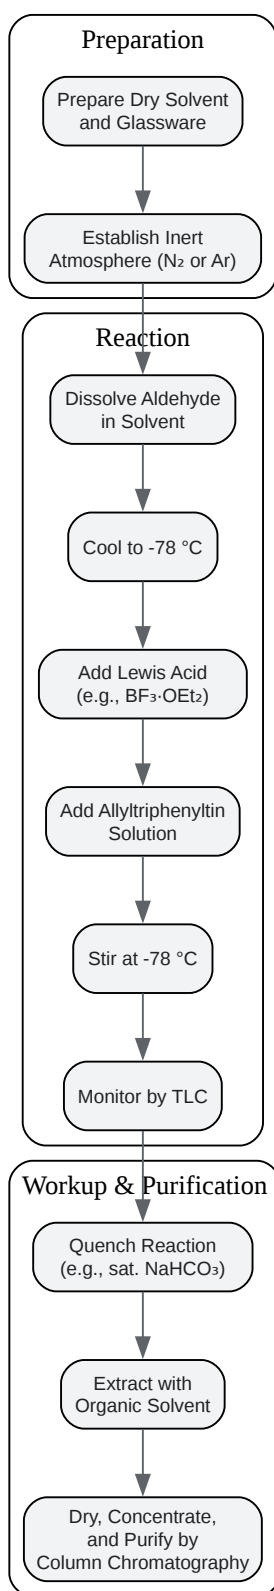 Preparation
Prepare Dry Solvent
and Glassware
Establish Inert
Atmosphere (N₂ or Ar)
Reaction
Dissolve Aldehyde
in Solvent
Cool to -78 °C
Add Lewis Acid
(e.g., BF₃·OEt₂)
Add Allyltriphenyltin
Solution
Stir at -78 °C
Monitor by TLC
Workup & Purification
Quench Reaction
(e.g., sat. NaHCO₃)
Extract with
Organic Solvent
Dry, Concentrate,
and Purify by
Column Chromatography